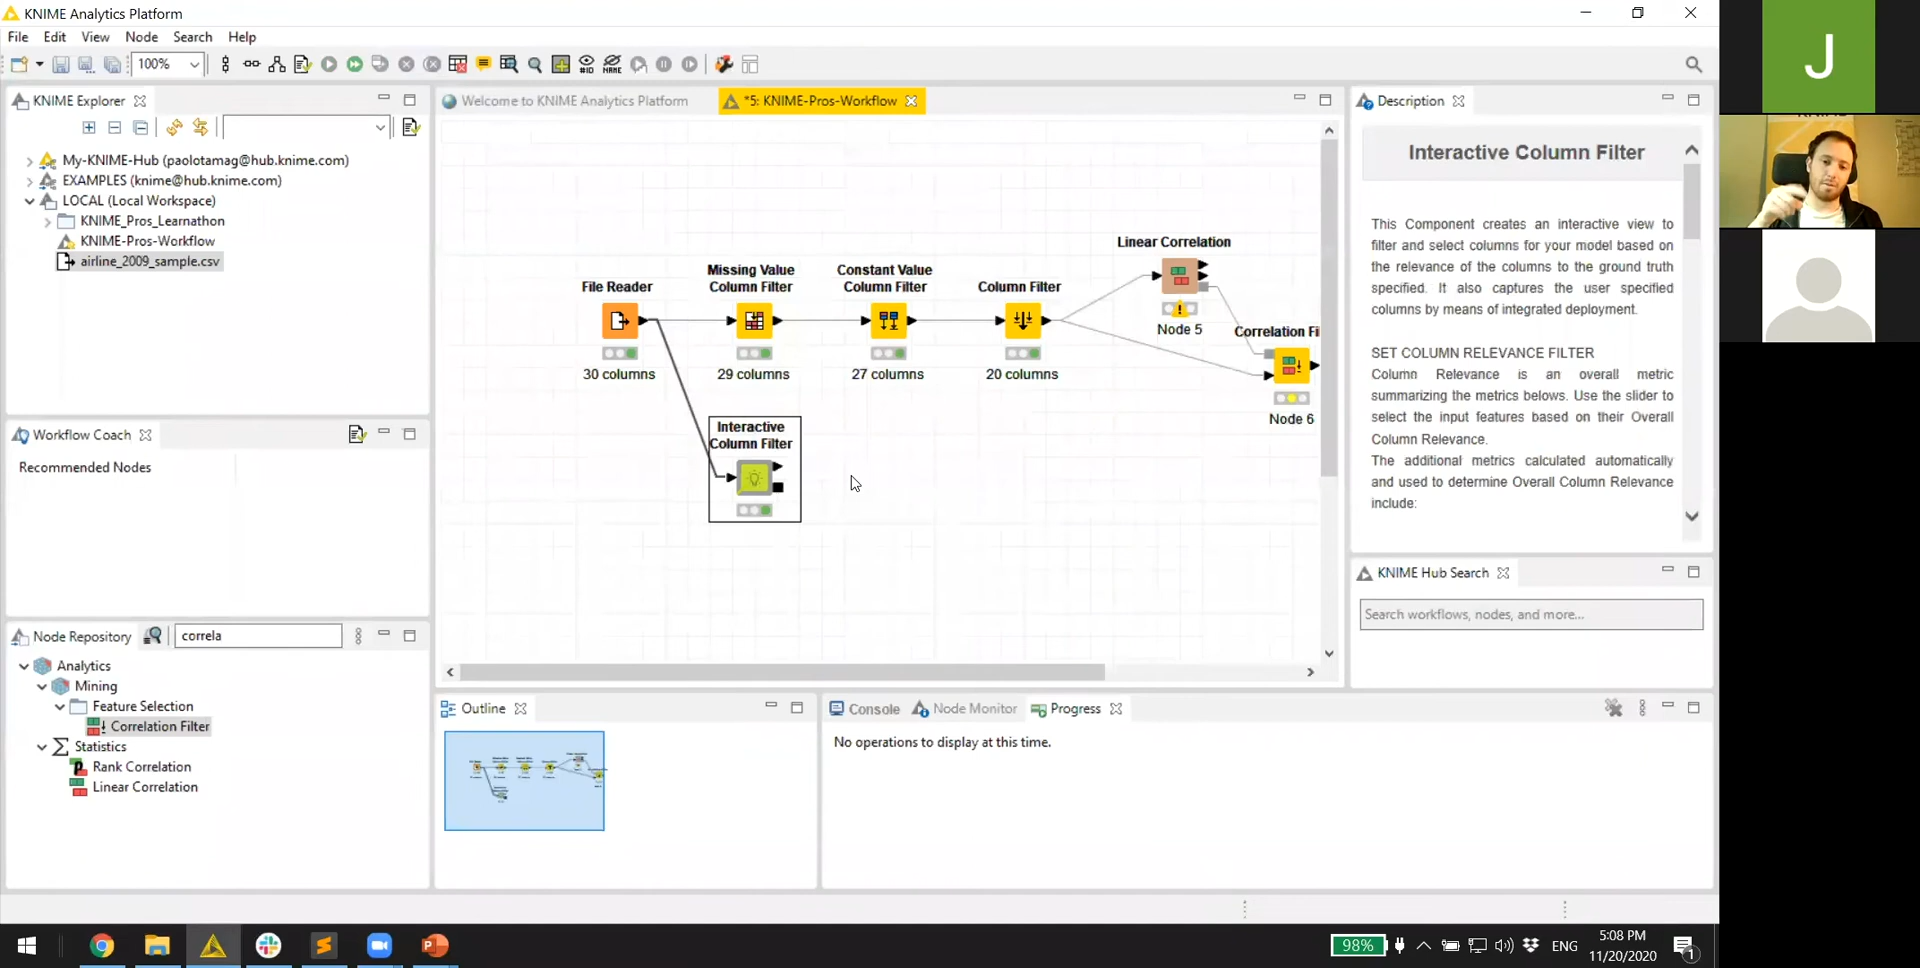 KNIME Analytics Platform
File Edit View Node Search Help
100%
#ID
NAME
KNIME Explorer
My-KNIME-Hub (paolotamag@hub.knime.com)
EXAMPLES (knime@hub.knime.com)
LOCAL (Local Workspace)
KNIME_Pros_Learnathon
KNIME-Pros-Workflow
airline_2009_sample.csv
Workflow Coach
Recommended Nodes
Node Repository
correla
Analytics
Mining
Feature Selection
Correlation Filter
Statistics
Rank Correlation
Linear Correlation
Welcome to KNIME Analytics Platform
*5: KNIME-Pros-Workflow
File Reader
30 columns
Missing Value
Column Filter
29 columns
Constant Value
Column Filter
27 columns
Column Filter
20 columns
Linear Correlation
Node 5
Correlation Fi
Node 6
Interactive
Column Filter
Outline
Console
Node Monitor
Progress
No operations to display at this time.
Description
Interactive Column Filter
This Component creates an interactive view to
filter and select columns for your model based on
the relevance of the columns to the ground truth
specified. It also captures the user specified
columns by means of integrated deployment.
SET COLUMN RELEVANCE FILTER
Column Relevance is an overall metric
summarizing the metrics belows. Use the slider to
select the input features based on their Overall
Column Relevance.
The additional metrics calculated automatically
and used to determine Overall Column Relevance
include:
KNIME Hub Search
Search workflows, nodes, and more...
J
98%
ENG
5:08 PM
11/20/2020
1